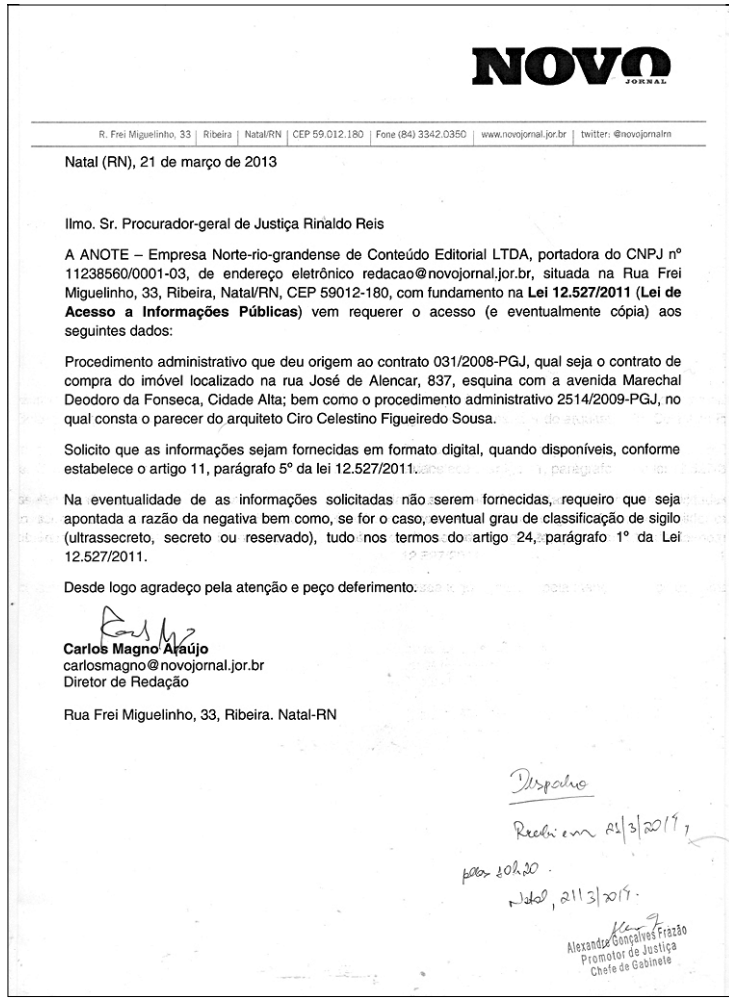 NOVO
JORNAL
R. Frei Miguelinho, 33 | Ribeira | Natal/RN | CEP 59.012.180 | Fone (84) 3342.0350 | www.novojornal.jor.br | twitter: @novojornalrn
Natal (RN), 21 de março de 2013
Ilmo. Sr. Procurador-geral de Justiça Rinaldo Reis
A ANOTE – Empresa Norte-rio-grandense de Conteúdo Editorial LTDA, portadora do CNPJ nº
11238560/0001-03, de endereço eletrônico redacao@novojornal.jor.br, situada na Rua Frei
Miguelinho, 33, Ribeira, Natal/RN, CEP 59012-180, com fundamento na Lei 12.527/2011 (Lei de
Acesso a Informações Públicas) vem requerer o acesso (e eventualmente cópia) aos
seguintes dados:
Procedimento administrativo que deu origem ao contrato 031/2008-PGJ, qual seja o contrato de
compra do imóvel localizado na rua José de Alencar, 837, esquina com a avenida Marechal
Deodoro da Fonseca, Cidade Alta; bem como o procedimento administrativo 2514/2009-PGJ, no
qual consta o parecer do arquiteto Ciro Celestino Figueiredo Sousa.
Solicito que as informações sejam fornecidas em formato digital, quando disponíveis, conforme
estabelece o artigo 11, parágrafo 5º da lei 12.527/2011.
Na eventualidade de as informações solicitadas não serem fornecidas, requeiro que seja
apontada a razão da negativa bem como, se for o caso, eventual grau de classificação de sigilo
(ultrassecreto, secreto ou reservado), tudo nos termos do artigo 24, parágrafo 1º da Lei
12.527/2011.
Desde logo agradeço pela atenção e peço deferimento.
Carlos Magno Araújo
carlosmagno@novojornal.jor.br
Diretor de Redação
Rua Frei Miguelinho, 33, Ribeira. Natal-RN
Despacho
Recebi em 21/3/2014,
pelas 10h20.
Natal, 21/3/2014.
Alexandre Gonçalves Frazão
Promotor de Justiça
Chefe de Gabinete